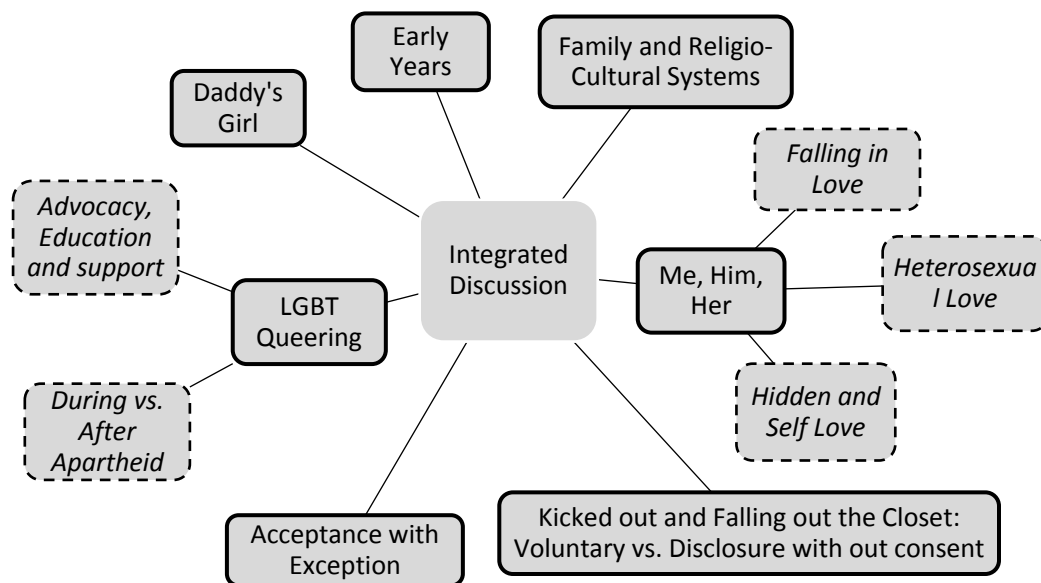 Early
Years
Family and Religio-
Cultural Systems
Daddy's
Girl
Falling in
Love
Advocacy,
Education
and support
Integrated
Discussion
Me, Him,
Her
Heterosexua
l Love
LGBT
Queering
Hidden and
Self Love
During vs.
After
Apartheid
Acceptance with
Exception
Kicked out and Falling out the Closet:
Voluntary vs. Disclosure with out consent